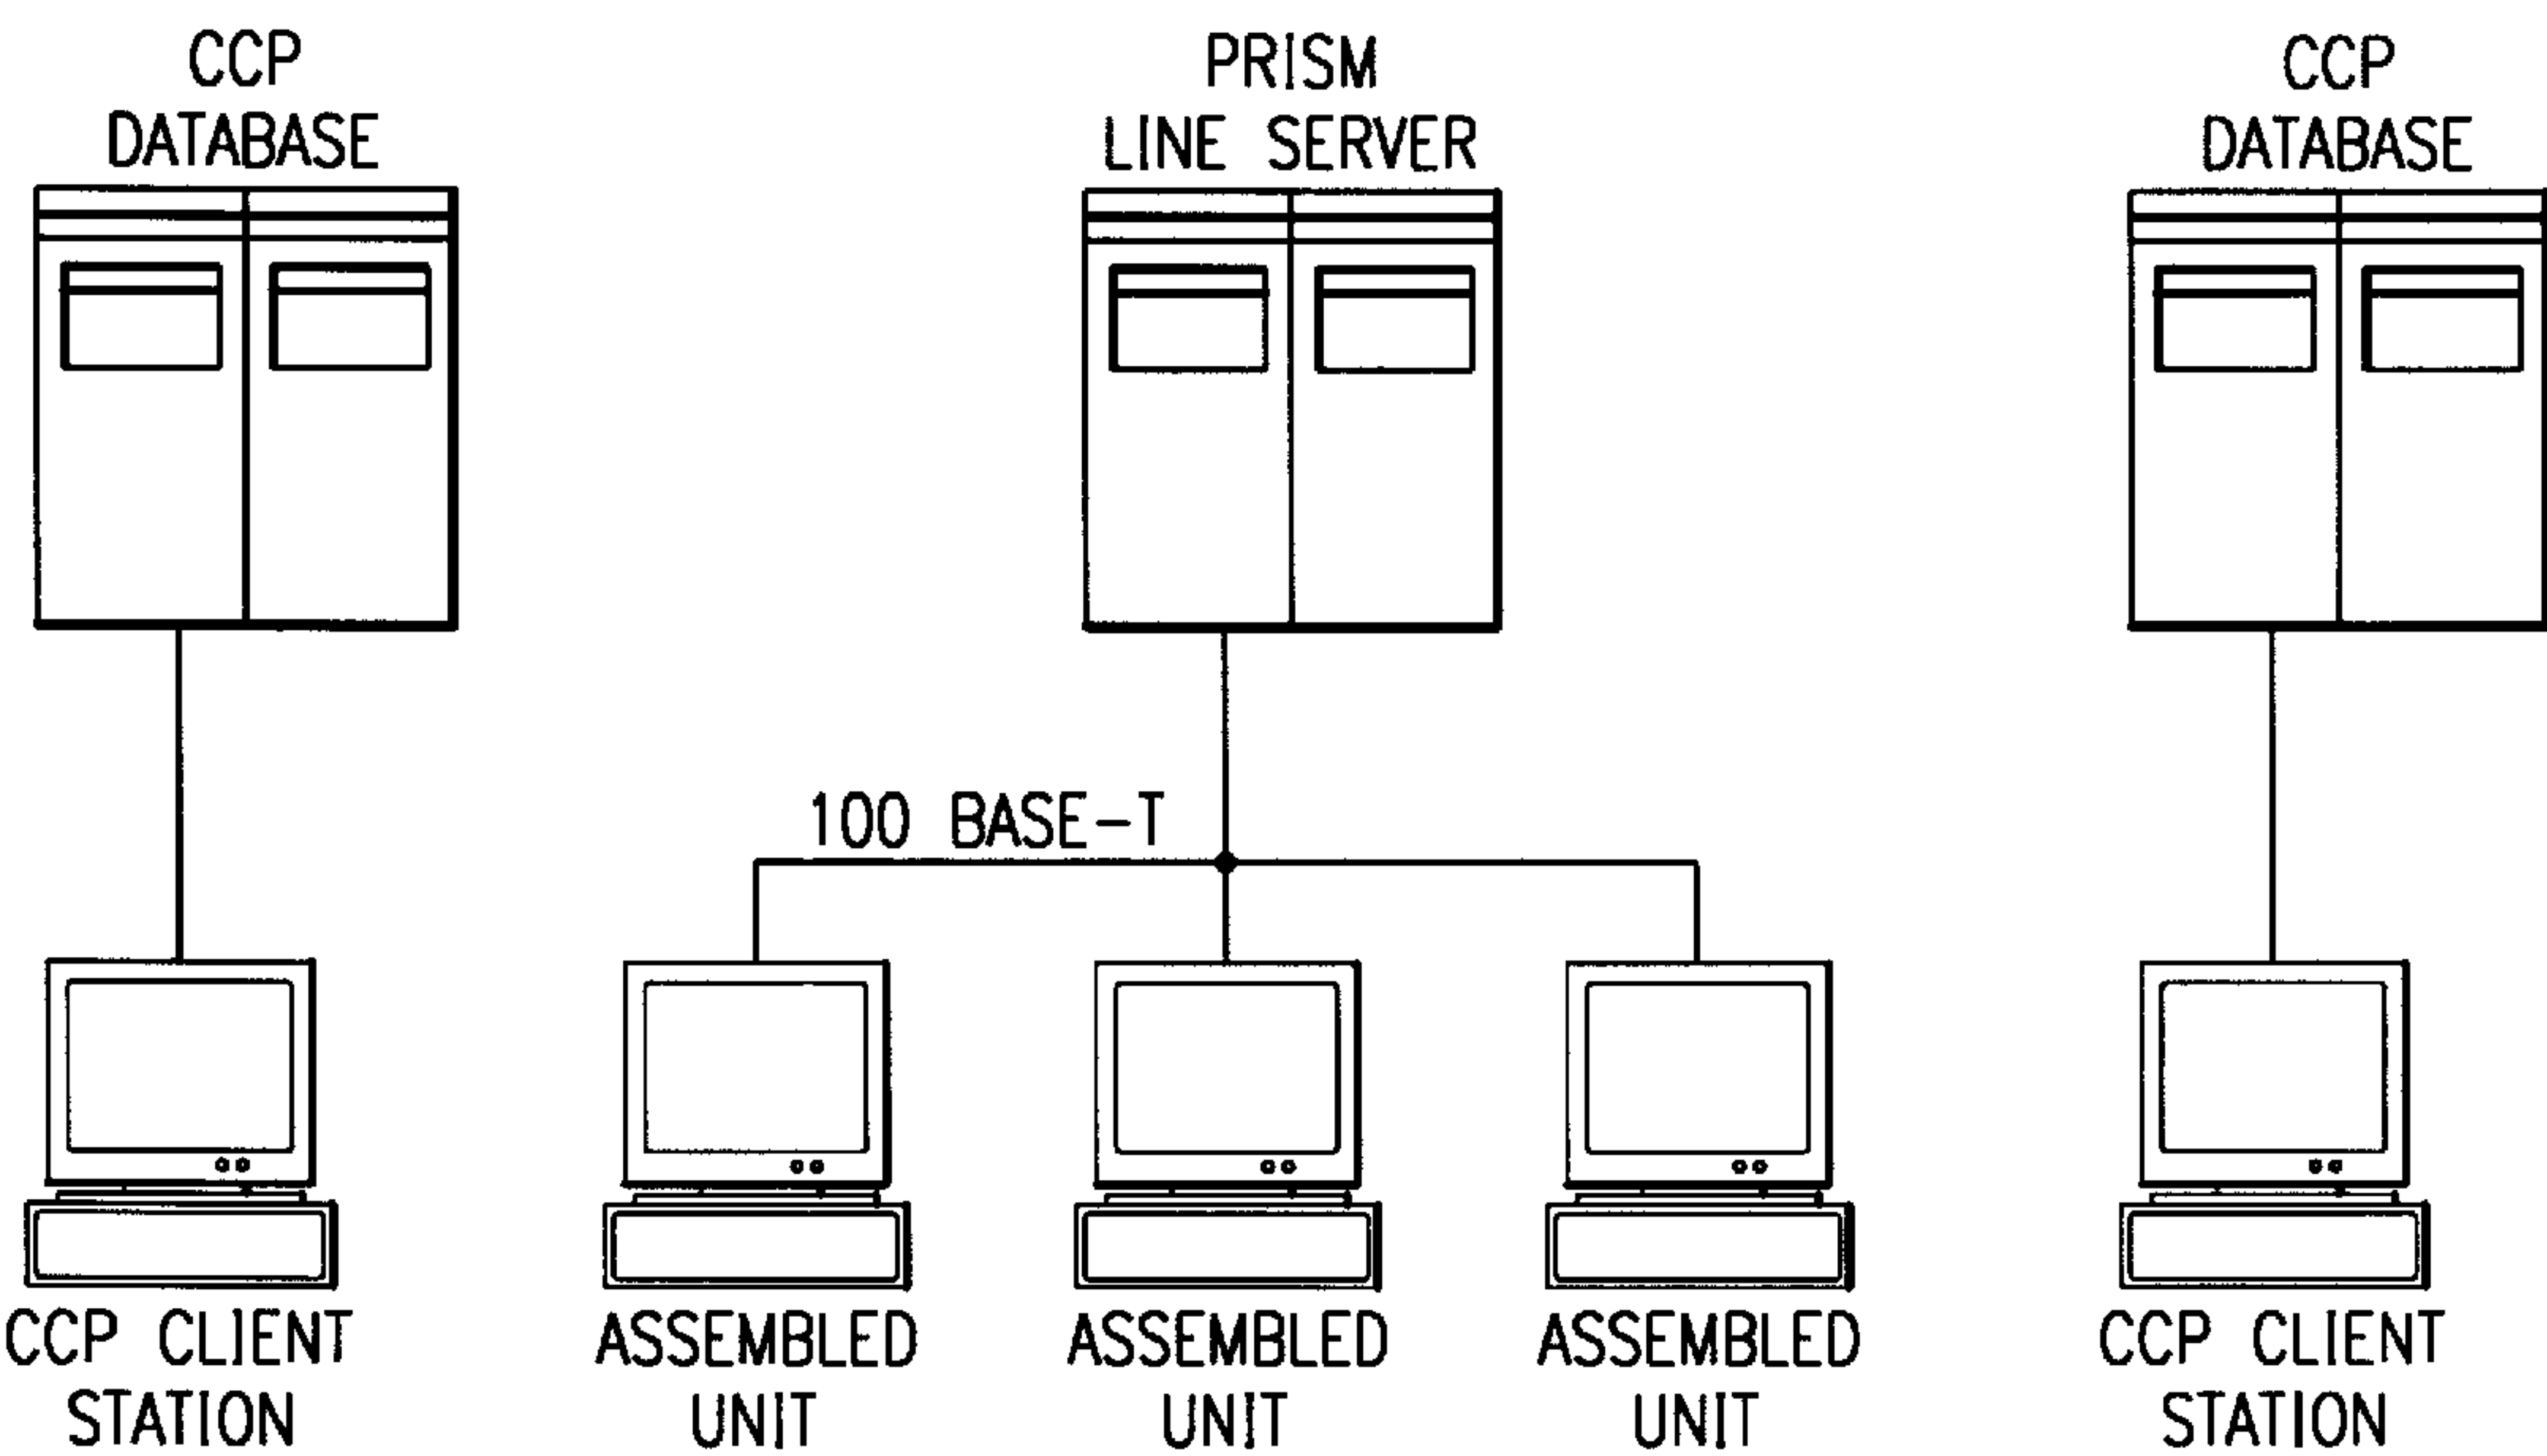 CCP
DATABASE
PRISM
LINE SERVER
CCP
DATABASE
100 BASE-T
CCP CLIENT
STATION
ASSEMBLED
UNIT
ASSEMBLED
UNIT
ASSEMBLED
UNIT
CCP CLIENT
STATION